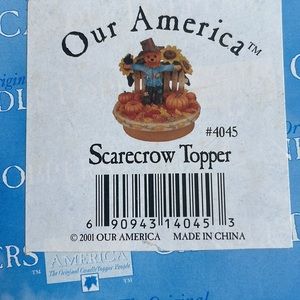 Our America™
#4045
Scarecrow Topper
6 90943 14045 3
© 2001 OUR AMERICA MADE IN CHINA
AMERICA
The Original Candle Topper People